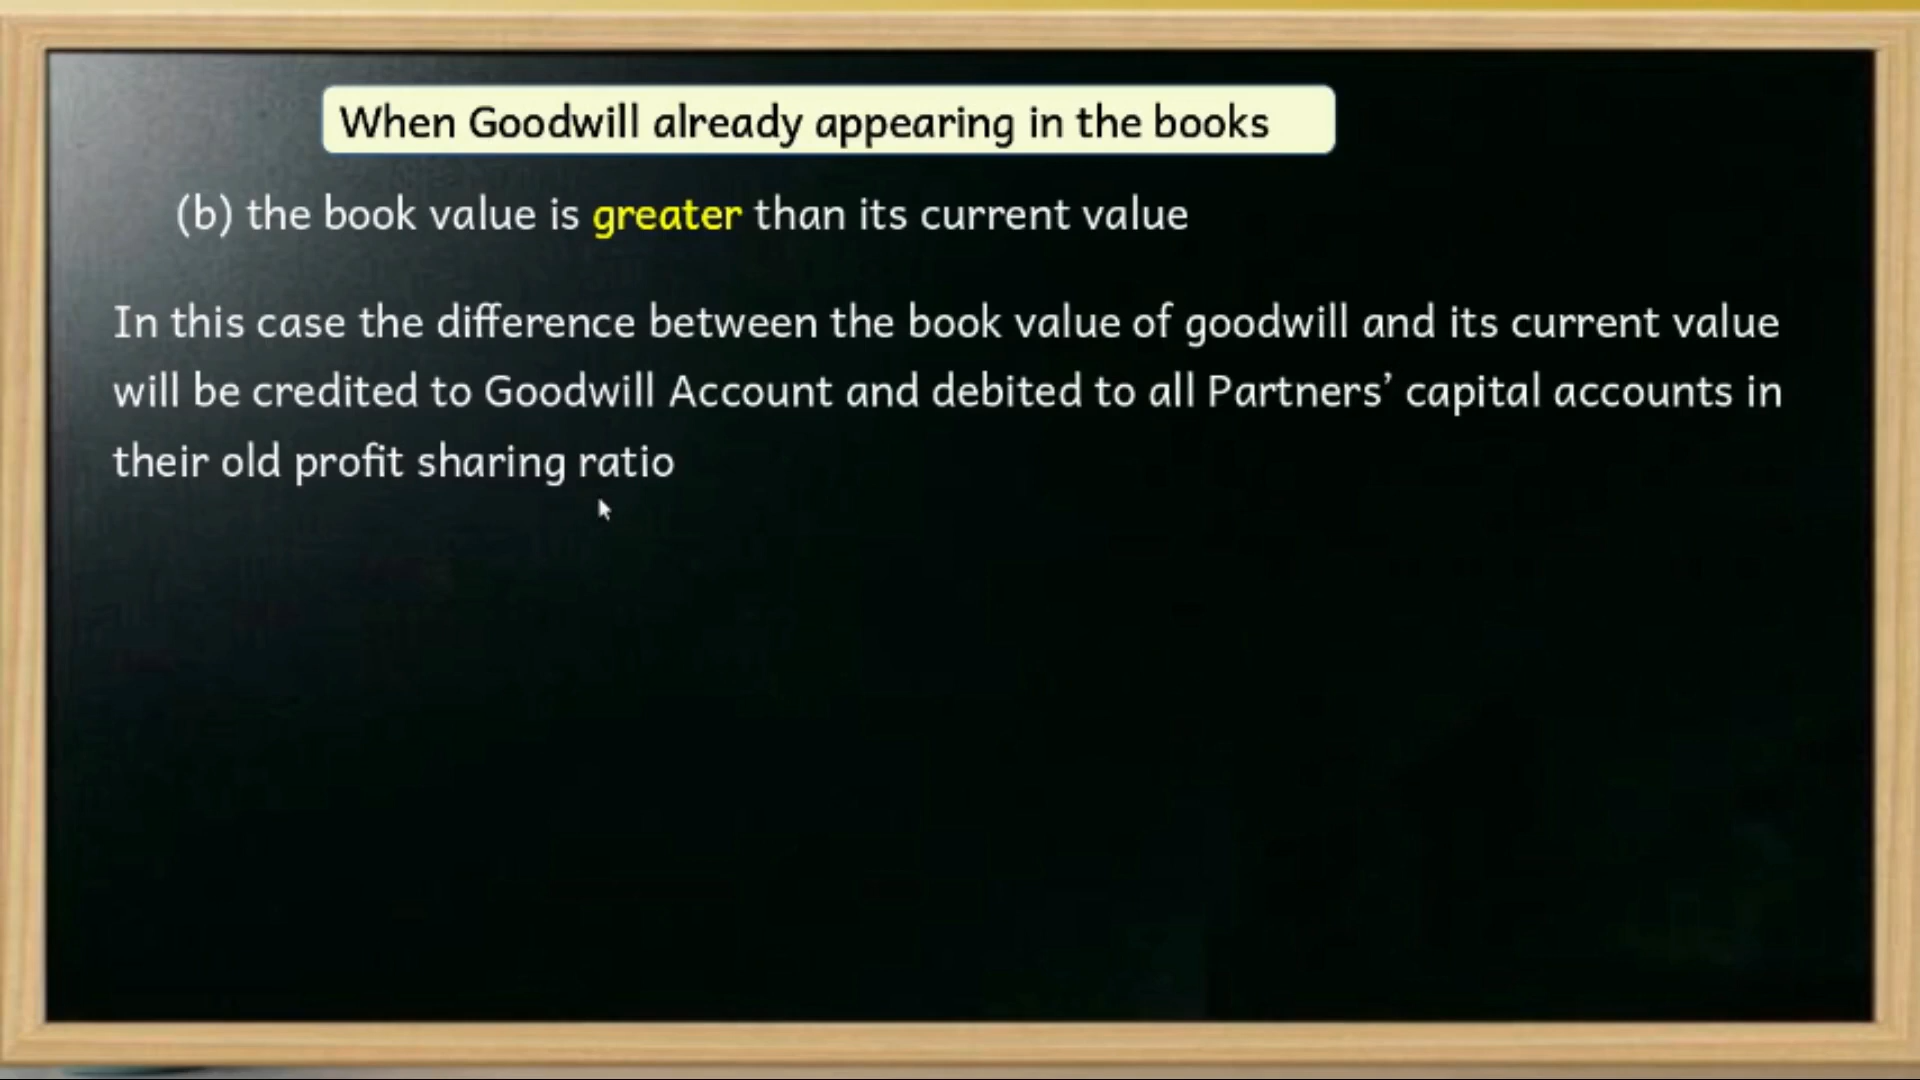 When Goodwill already appearing in the books
(b) the book value is greater than its current value
In this case the difference between the book value of goodwill and its current value
will be credited to Goodwill Account and debited to all Partners’ capital accounts in
their old profit sharing ratio